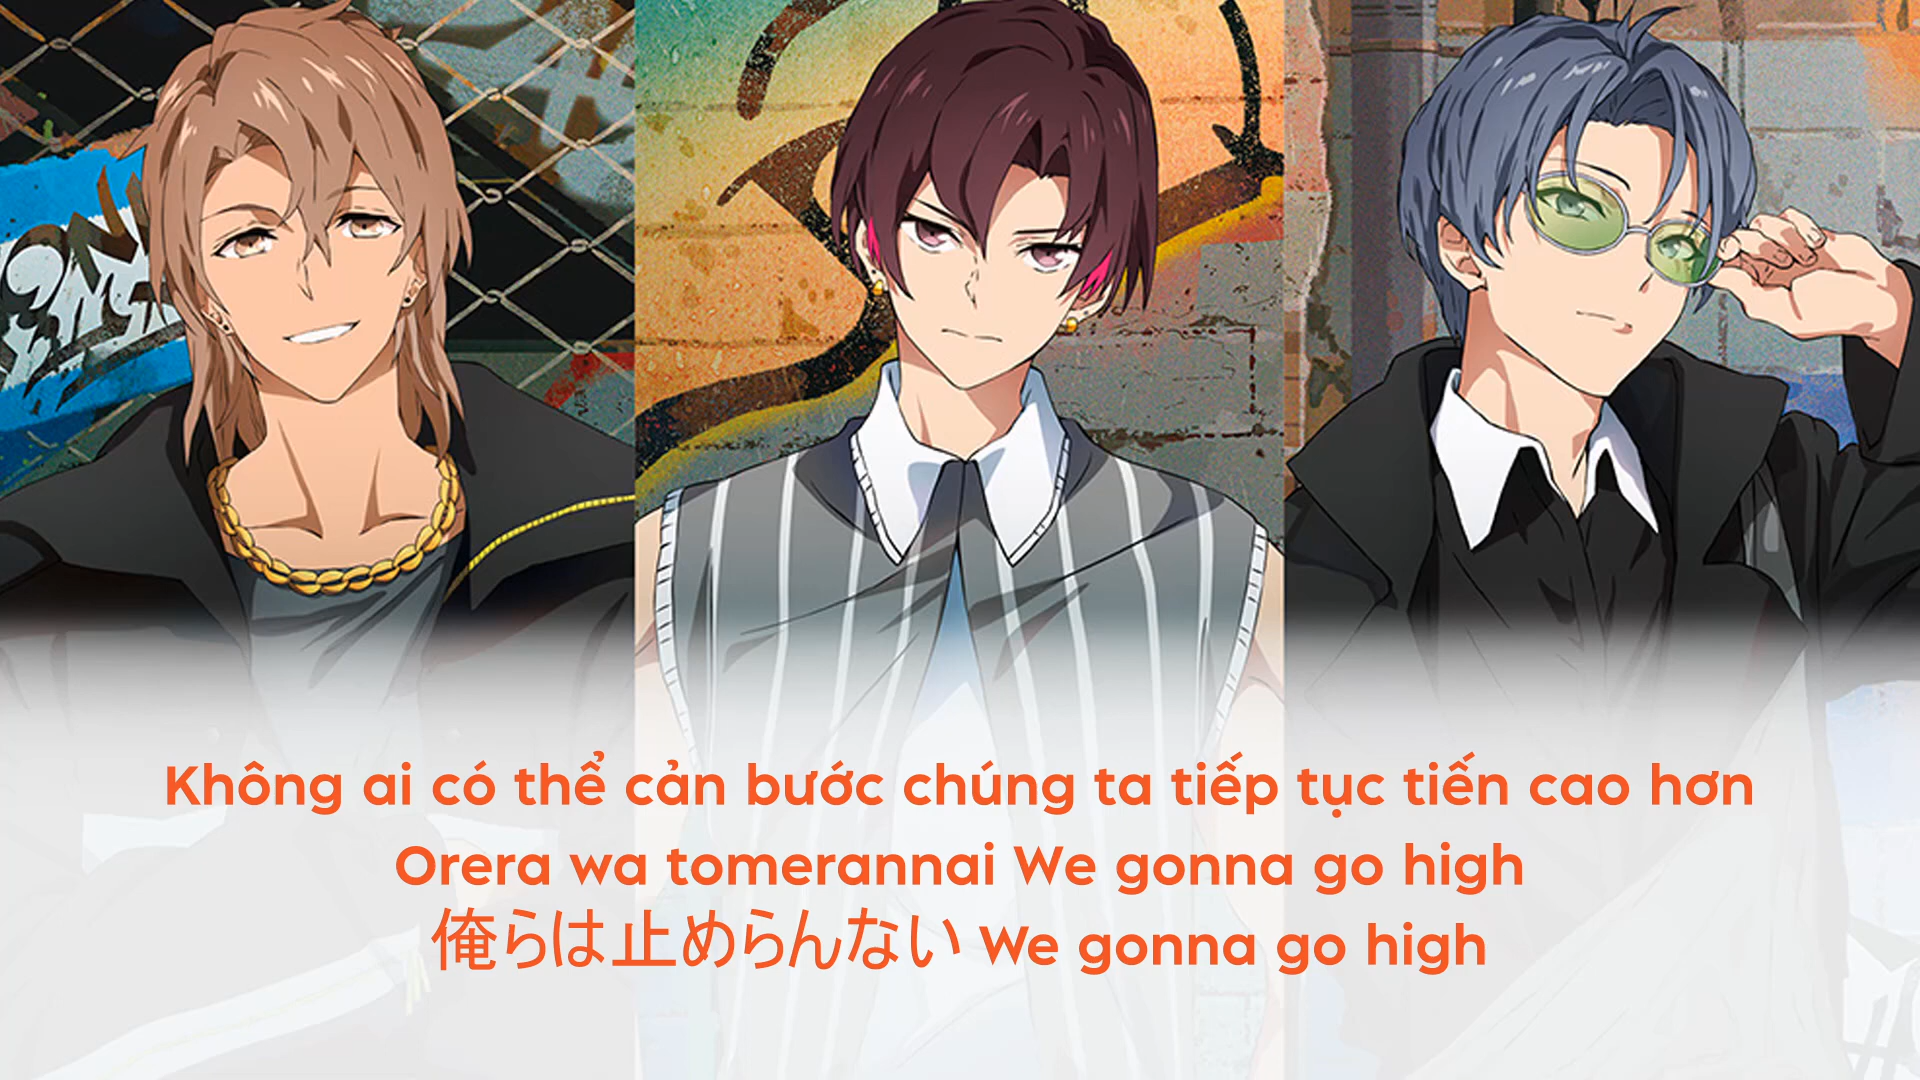 Không ai có thể cản bước chúng ta tiếp tục tiến cao hơn
Orera wa tomerannai We gonna go high
俺らは止めらんない We gonna go high